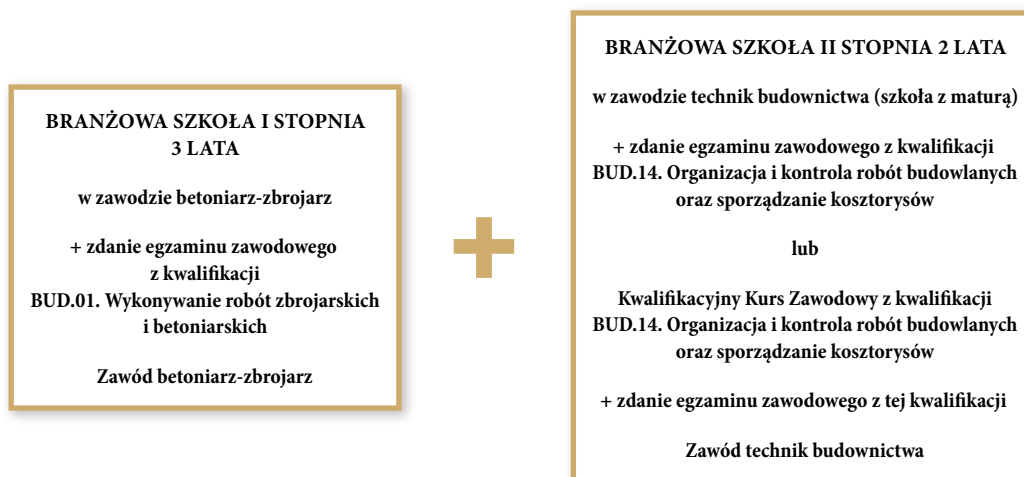 BRANŻOWA SZKOŁA I STOPNIA
3 LATA
w zawodzie betoniarz-zbrojarz
+ zdanie egzaminu zawodowego
z kwalifikacji
BUD.01. Wykonywanie robót zbrojarskich
i betoniarskich
Zawód betoniarz-zbrojarz
+
BRANŻOWA SZKOŁA II STOPNIA 2 LATA
w zawodzie technik budownictwa (szkoła z maturą)
+ zdanie egzaminu zawodowego z kwalifikacji
BUD.14. Organizacja i kontrola robót budowlanych
oraz sporządzanie kosztorysów
lub
Kwalifikacyjny Kurs Zawodowy z kwalifikacji
BUD.14. Organizacja i kontrola robót budowlanych
oraz sporządzanie kosztorysów
+ zdanie egzaminu zawodowego z tej kwalifikacji
Zawód technik budownictwa